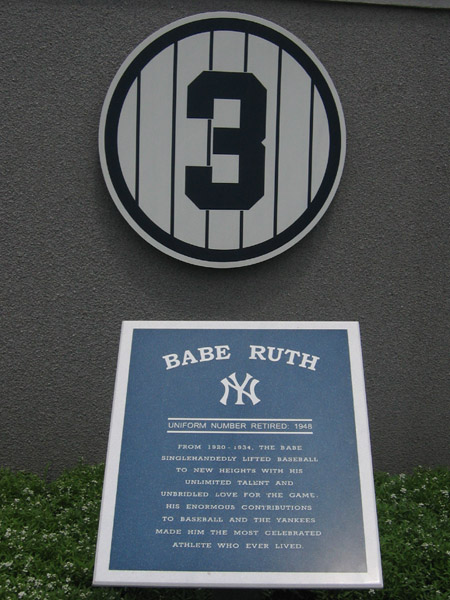 3
BABE RUTH
NY
UNIFORM NUMBER RETIRED: 1948
FROM 1920 - 1934, THE BABE
SINGLEHANDEDLY LIFTED BASEBALL
TO NEW HEIGHTS WITH HIS
UNLIMITED TALENT AND
UNBRIDLED LOVE FOR THE GAME.
HIS ENORMOUS CONTRIBUTIONS
TO BASEBALL AND THE YANKEES
MADE HIM THE MOST CELEBRATED
ATHLETE WHO EVER LIVED.